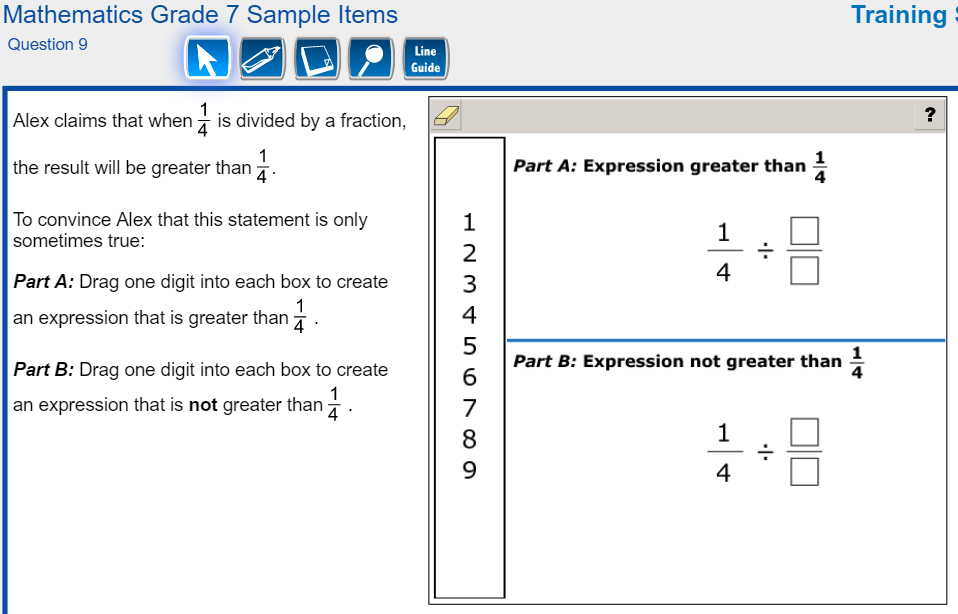 Mathematics Grade 7 Sample Items
Training
Question 9
Line
Guide
Alex claims that when 1/4 is divided by a fraction,
the result will be greater than 1/4.
To convince Alex that this statement is only
sometimes true:
Part A: Drag one digit into each box to create
an expression that is greater than 1/4 .
Part B: Drag one digit into each box to create
an expression that is not greater than 1/4 .
?
1
2
3
4
5
6
7
8
9
Part A: Expression greater than 1/4
1/4 ÷ □/□
Part B: Expression not greater than 1/4
1/4 ÷ □/□